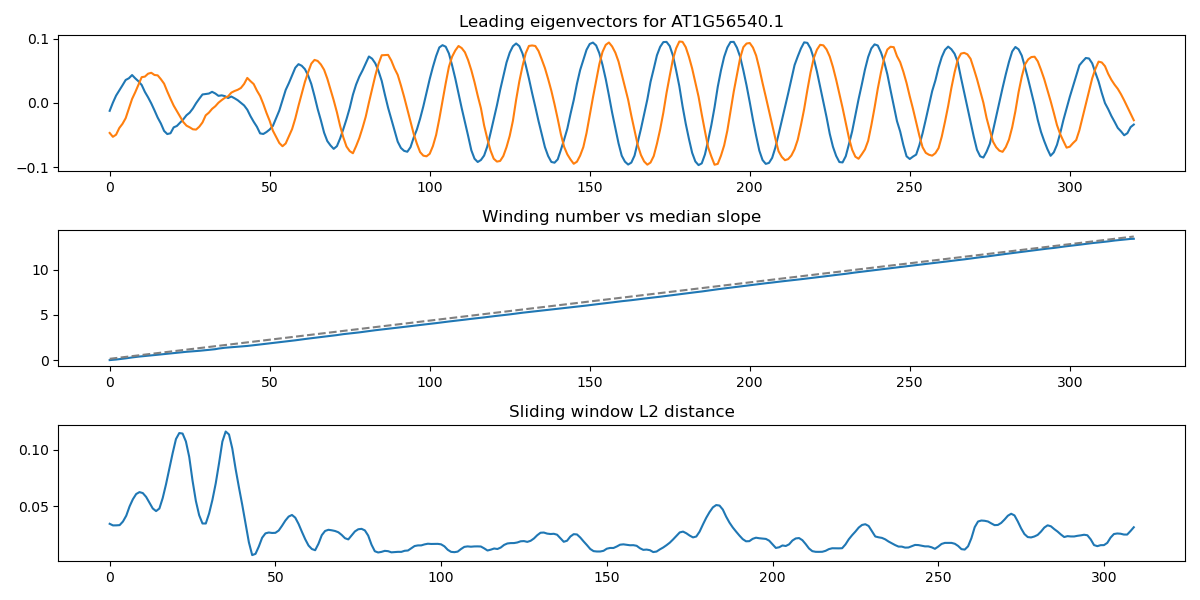 Leading eigenvectors for AT1G56540.1
0.1
0.0
−0.1
0 50 100 150 200 250 300
Winding number vs median slope
10
5
0
0 50 100 150 200 250 300
Sliding window L2 distance
0.10
0.05
0 50 100 150 200 250 300